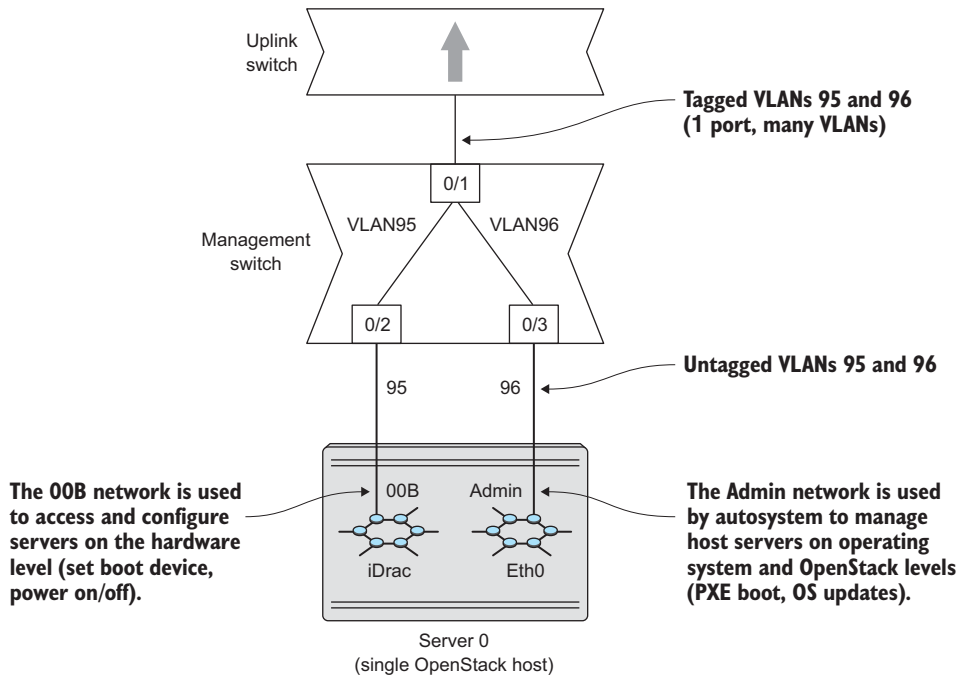 Uplink
switch
Tagged VLANs 95 and 96
(1 port, many VLANs)
0/1
VLAN95
VLAN96
Management
switch
0/2
0/3
Untagged VLANs 95 and 96
95
96
The 00B network is used
to access and configure
servers on the hardware
level (set boot device,
power on/off).
00B
Admin
iDrac
Eth0
The Admin network is used
by autosystem to manage
host servers on operating
system and OpenStack levels
(PXE boot, OS updates).
Server 0
(single OpenStack host)